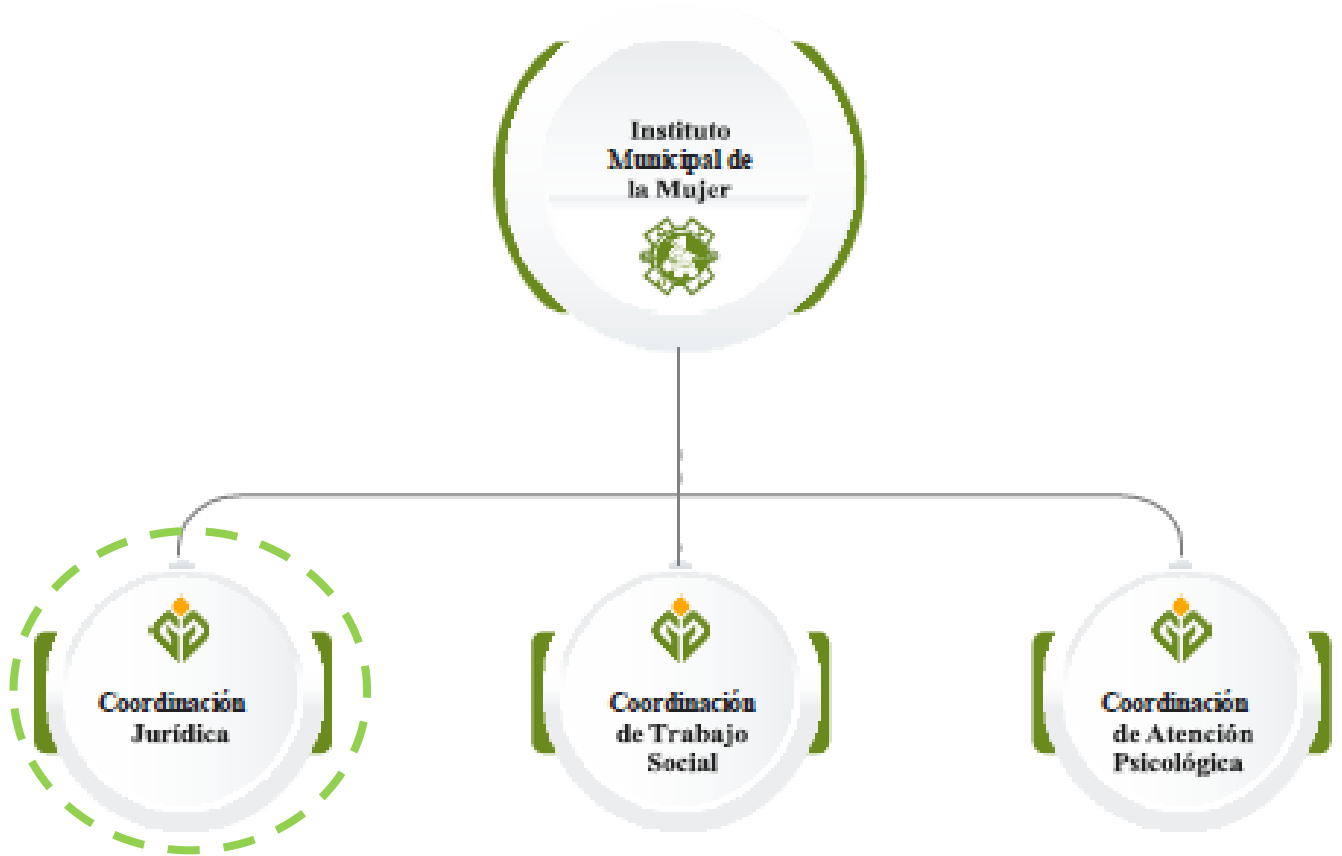 Instituto
Municipal de
la Mujer
Coordinación
Jurídica
Coordinación
de Trabajo
Social
Coordinación
de Atención
Psicológica